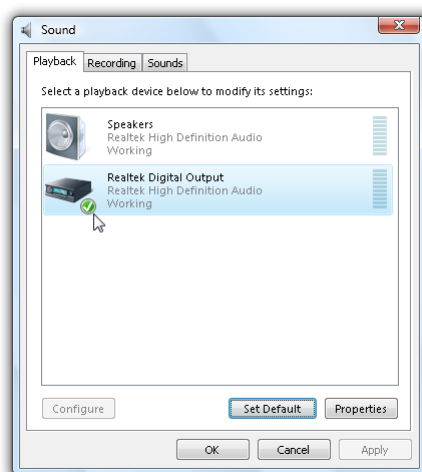 Sound
Playback Recording Sounds
Select a playback device below to modify its settings:
Speakers
Realtek High Definition Audio
Working
Realtek Digital Output
Realtek High Definition Audio
Working
Configure Set Default Properties
OK Cancel Apply